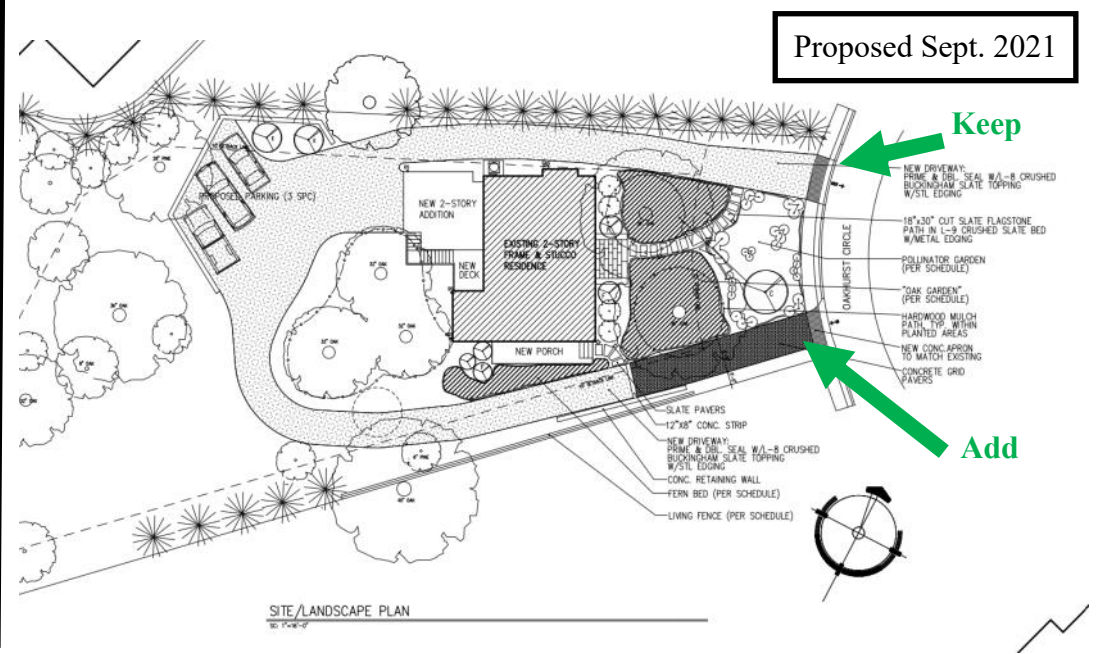 Proposed Sept. 2021
Keep
NEW DRIVEWAY:
PRIME & DBL. SEAL W/L-8 CRUSHED
BUCKINGHAM SLATE TOPPING
W/STL EDGING
18"x30" CUT SLATE FLAGSTONE
PATH IN L-9 CRUSHED SLATE BED
W/METAL EDGING
OAKHURST CIRCLE
POLLINATOR GARDEN
(PER SCHEDULE)
"OAK GARDEN"
(PER SCHEDULE)
HARDWOOD MULCH
PATH, TYP. WITHIN
PLANTED AREAS
NEW CONC.APRON
TO MATCH EXISTING
CONCRETE GRID
PAVERS
Add
PROPOSED PARKING (3 SPC)
NEW 2-STORY
ADDITION
EXISTING 2-STORY
FRAME & STUCCO
RESIDENCE
NEW
DECK
NEW PORCH
SLATE PAVERS
12"X8" CONC. STRIP
NEW DRIVEWAY:
PRIME & DBL. SEAL W/L-8 CRUSHED
BUCKINGHAM SLATE TOPPING
W/STL EDGING
CONC. RETAINING WALL
FERN BED (PER SCHEDULE)
LIVING FENCE (PER SCHEDULE)
SITE/LANDSCAPE PLAN